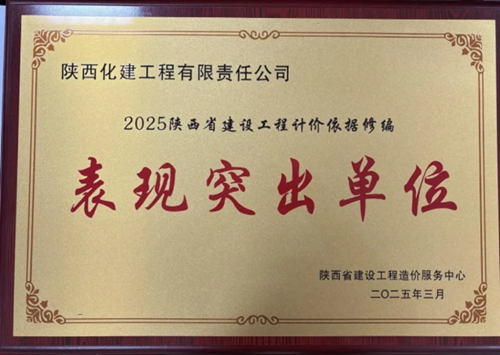 陕西化建工程有限责任公司
2025陕西省建设工程计价依据修编
表现突出单位
陕西省建设工程造价服务中心
二〇二五年三月